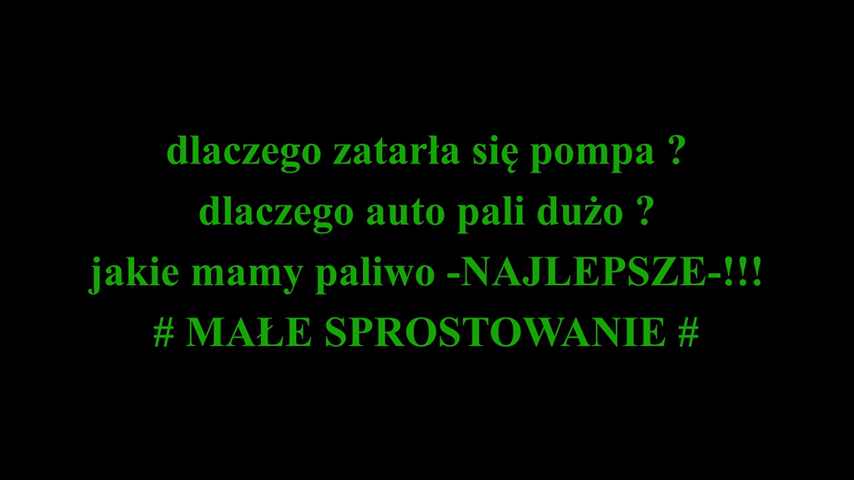 dlaczego zatarła się pompa ?
dlaczego auto pali dużo ?
jakie mamy paliwo -NAJLEPSZE-!!!
# MAŁE SPROSTOWANIE #